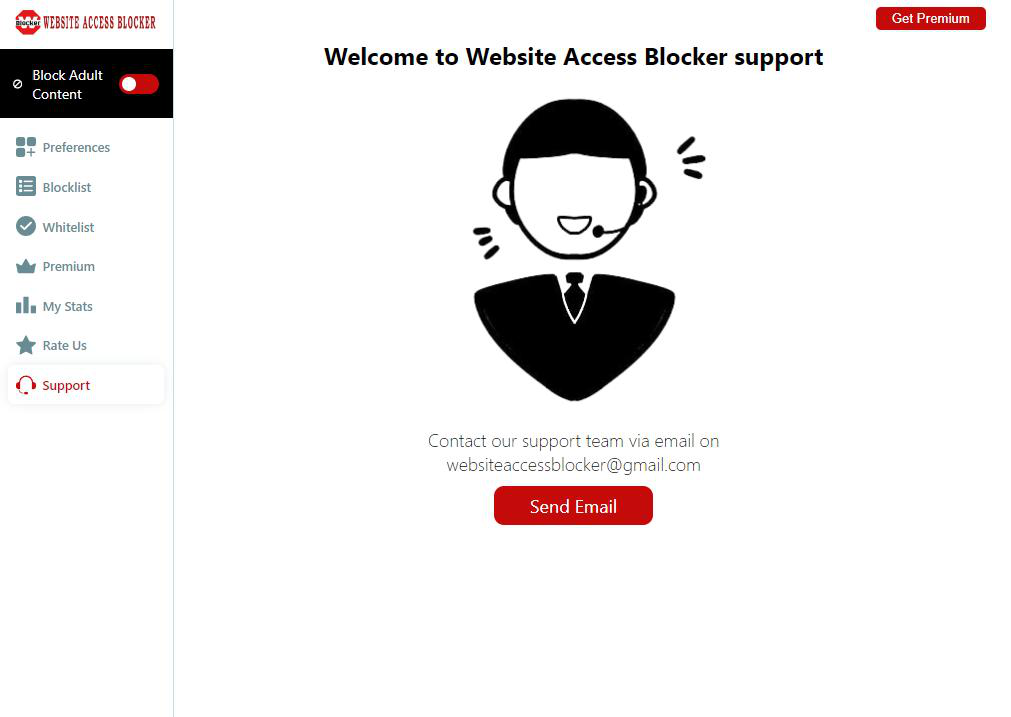 Blocker WEBSITE ACCESS BLOCKER
Get Premium
Block Adult
Content
Preferences
Blocklist
Whitelist
Premium
My Stats
Rate Us
Support
Welcome to Website Access Blocker support
Contact our support team via email on
websiteaccessblocker@gmail.com
Send Email